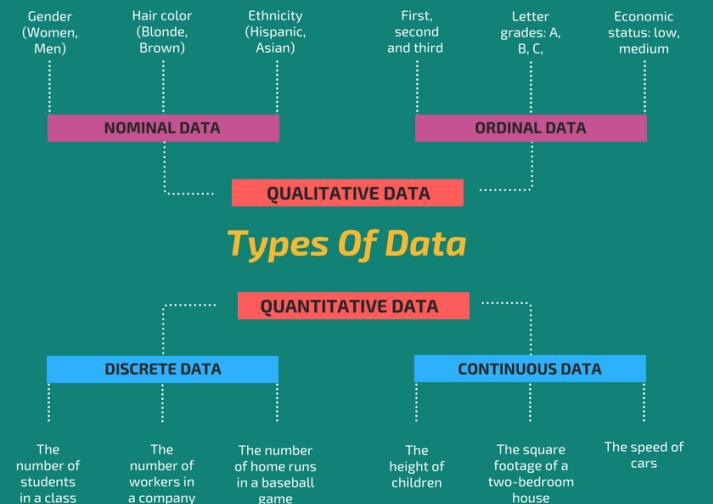 Gender
(Women,
Men)
Hair color
(Blonde,
Brown)
Ethnicity
(Hispanic,
Asian)
First,
second
and third
Letter
grades: A,
B, C,
Economic
status: low,
medium
NOMINAL DATA
ORDINAL DATA
QUALITATIVE DATA
Types Of Data
QUANTITATIVE DATA
DISCRETE DATA
CONTINUOUS DATA
The
number of
students
in a class
The
number of
workers in
a company
The number
of home runs
in a baseball
game
The
height of
children
The square
footage of a
two-bedroom
house
The speed of
cars